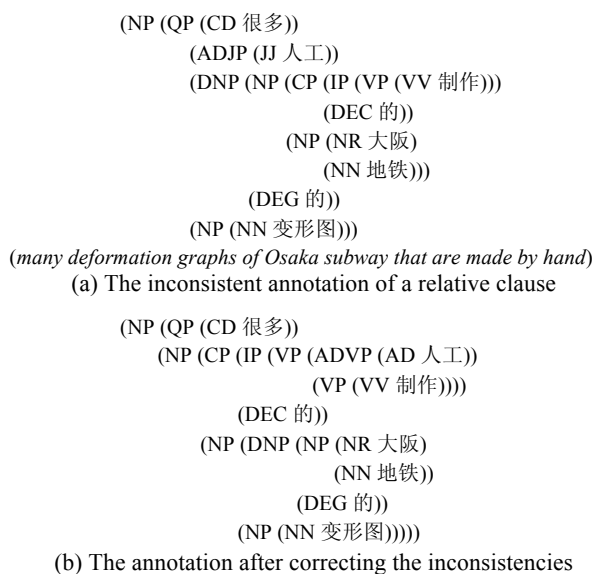 (NP (QP (CD 很多))
(ADJP (JJ 人工))
(DNP (NP (CP (IP (VP (VV 制作)))
(DEC 的))
(NP (NR 大阪)
(NN 地铁)))
(DEG 的))
(NP (NN 变形图)))
(many deformation graphs of Osaka subway that are made by hand)
(a) The inconsistent annotation of a relative clause
(NP (QP (CD 很多))
(NP (CP (IP (VP (ADVP (AD 人工))
(VP (VV 制作))))
(DEC 的))
(NP (DNP (NP (NR 大阪)
(NN 地铁))
(DEG 的))
(NP (NN 变形图)))))
(b) The annotation after correcting the inconsistencies